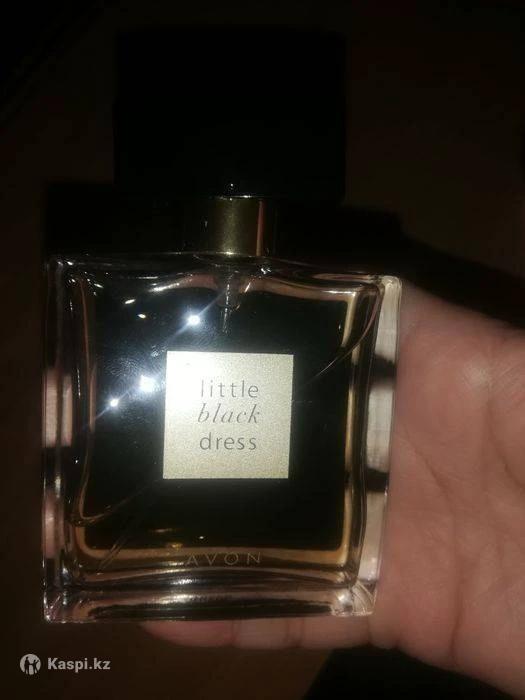 little
black
dress
AVON
Kaspi.kz